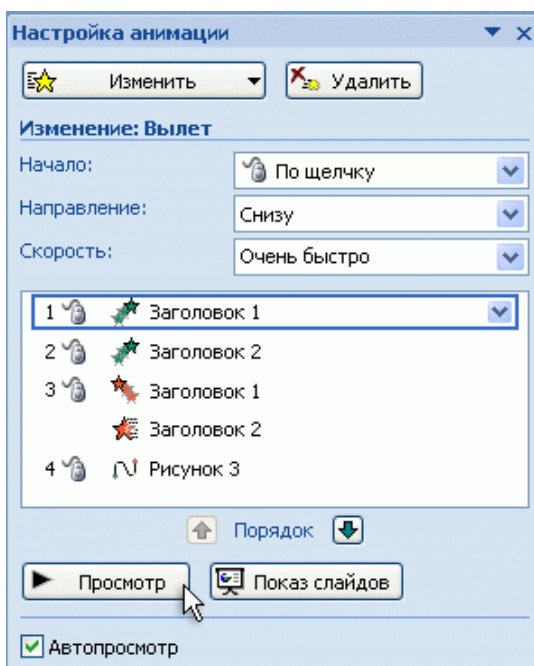 Настройка анимации
Изменить Удалить
Изменение: Вылет
Начало: По щелчку
Направление: Снизу
Скорость: Очень быстро
1 Заголовок 1
2 Заголовок 2
3 Заголовок 1
Заголовок 2
4 Рисунок 3
Порядок
Просмотр Показ слайдов
Автопросмотр